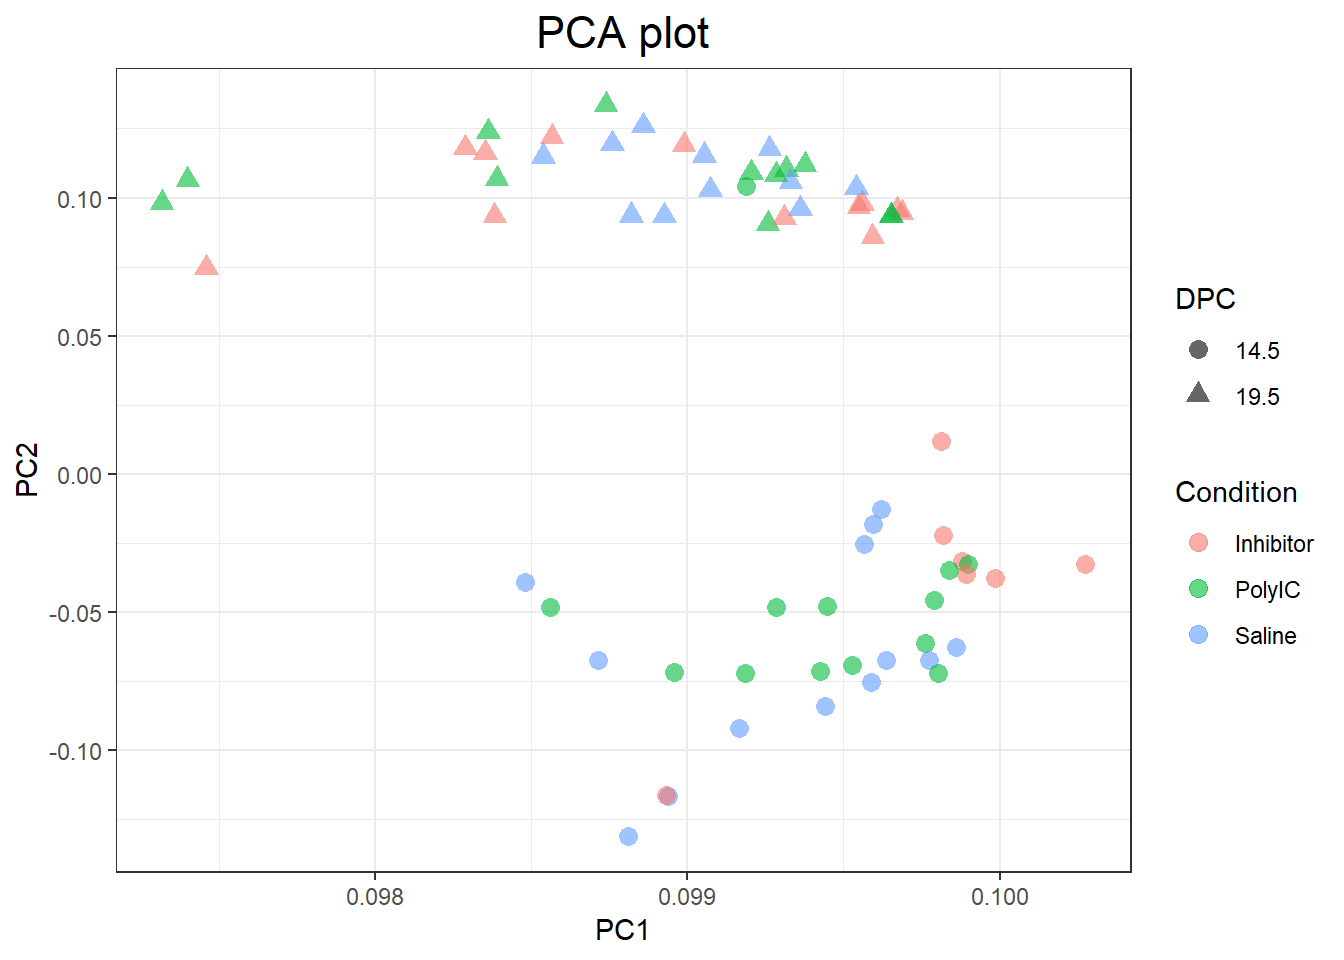 PCA plot
PC2
0.10
0.05
0.00
-0.05
-0.10
0.098
0.099
0.100
PC1
DPC
14.5
19.5
Condition
Inhibitor
PolyIC
Saline